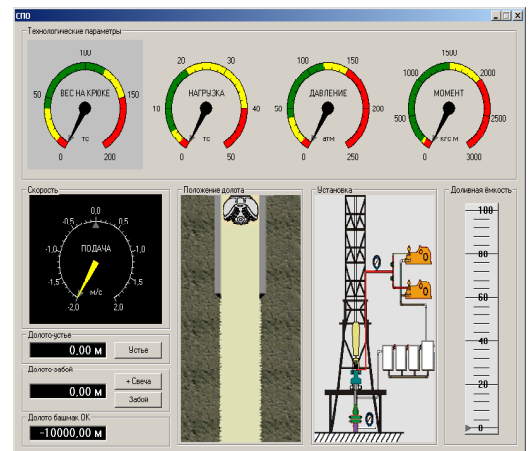 СПО
Технологические параметры
50 100 150
ВЕС НА КРЮКЕ
тс
0 200
10 20 30 40
НАГРУЗКА
тс
0 50
50 100 150 200
ДАВЛЕНИЕ
атм
0 250
500 1000 1500 2000 2500
МОМЕНТ
кгс м
0 3000
Скорость
-0,5 0,0 0,5
-1,0 1,0
ПОДАЧА
-1,5 1,5
м/с
-2,0 2,0
Долото-устье
0,00 м Устье
Долото-забой
0,00 м + Свеча
Забой
Долото башмак ОК
-10000,00 м
Положение долота
Установка
Доливная ёмкость
100
80
60
40
20
0